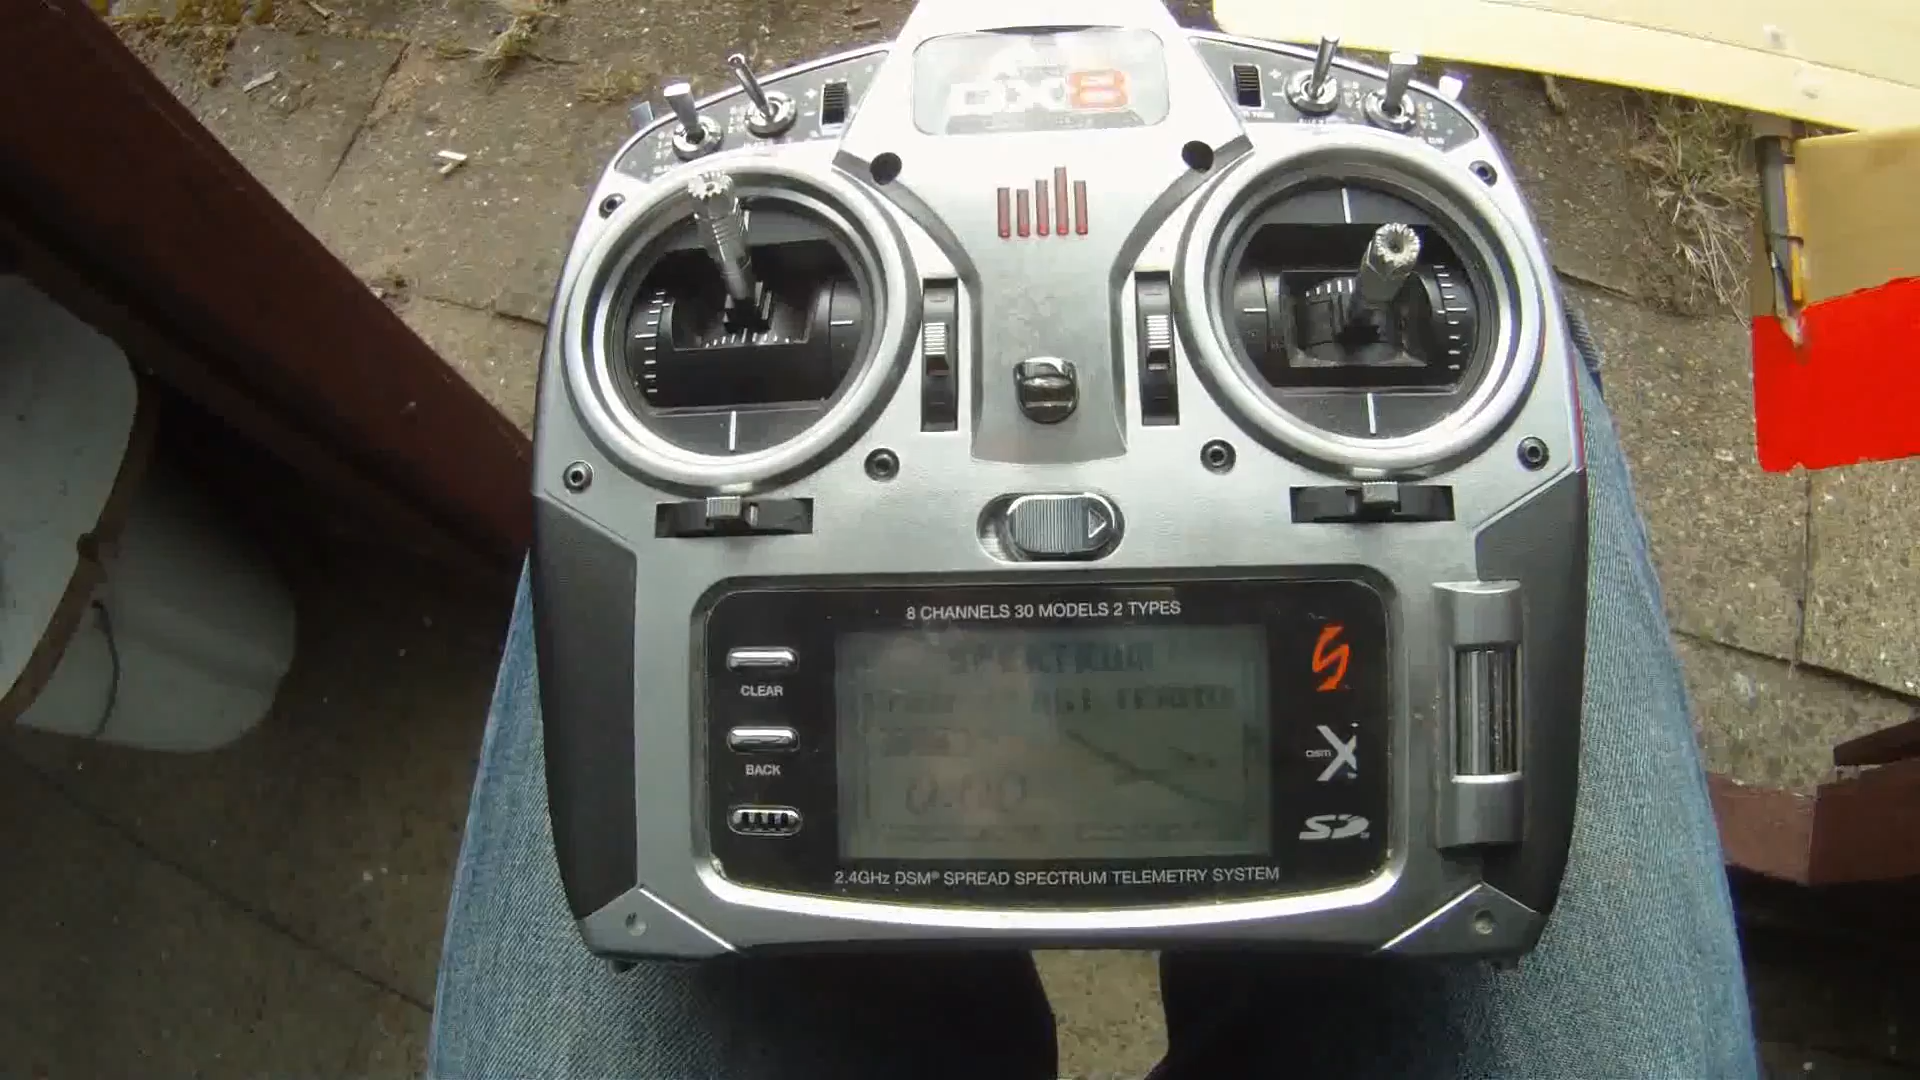 DX8
8 CHANNELS 30 MODELS 2 TYPES
SPEKTRUM
CLEAR
BACK
0:00
DSM X
SD
2.4GHz DSM® SPREAD SPECTRUM TELEMETRY SYSTEM